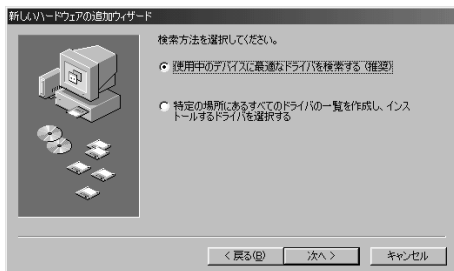 新しいハードウェアの追加ウィザード
検索方法を選択してください。
使用中のデバイスに最適なドライバを検索する (推奨)
特定の場所にあるすべてのドライバの一覧を作成し、インス
トールするドライバを選択する
< 戻る(B)
次へ >
キャンセル